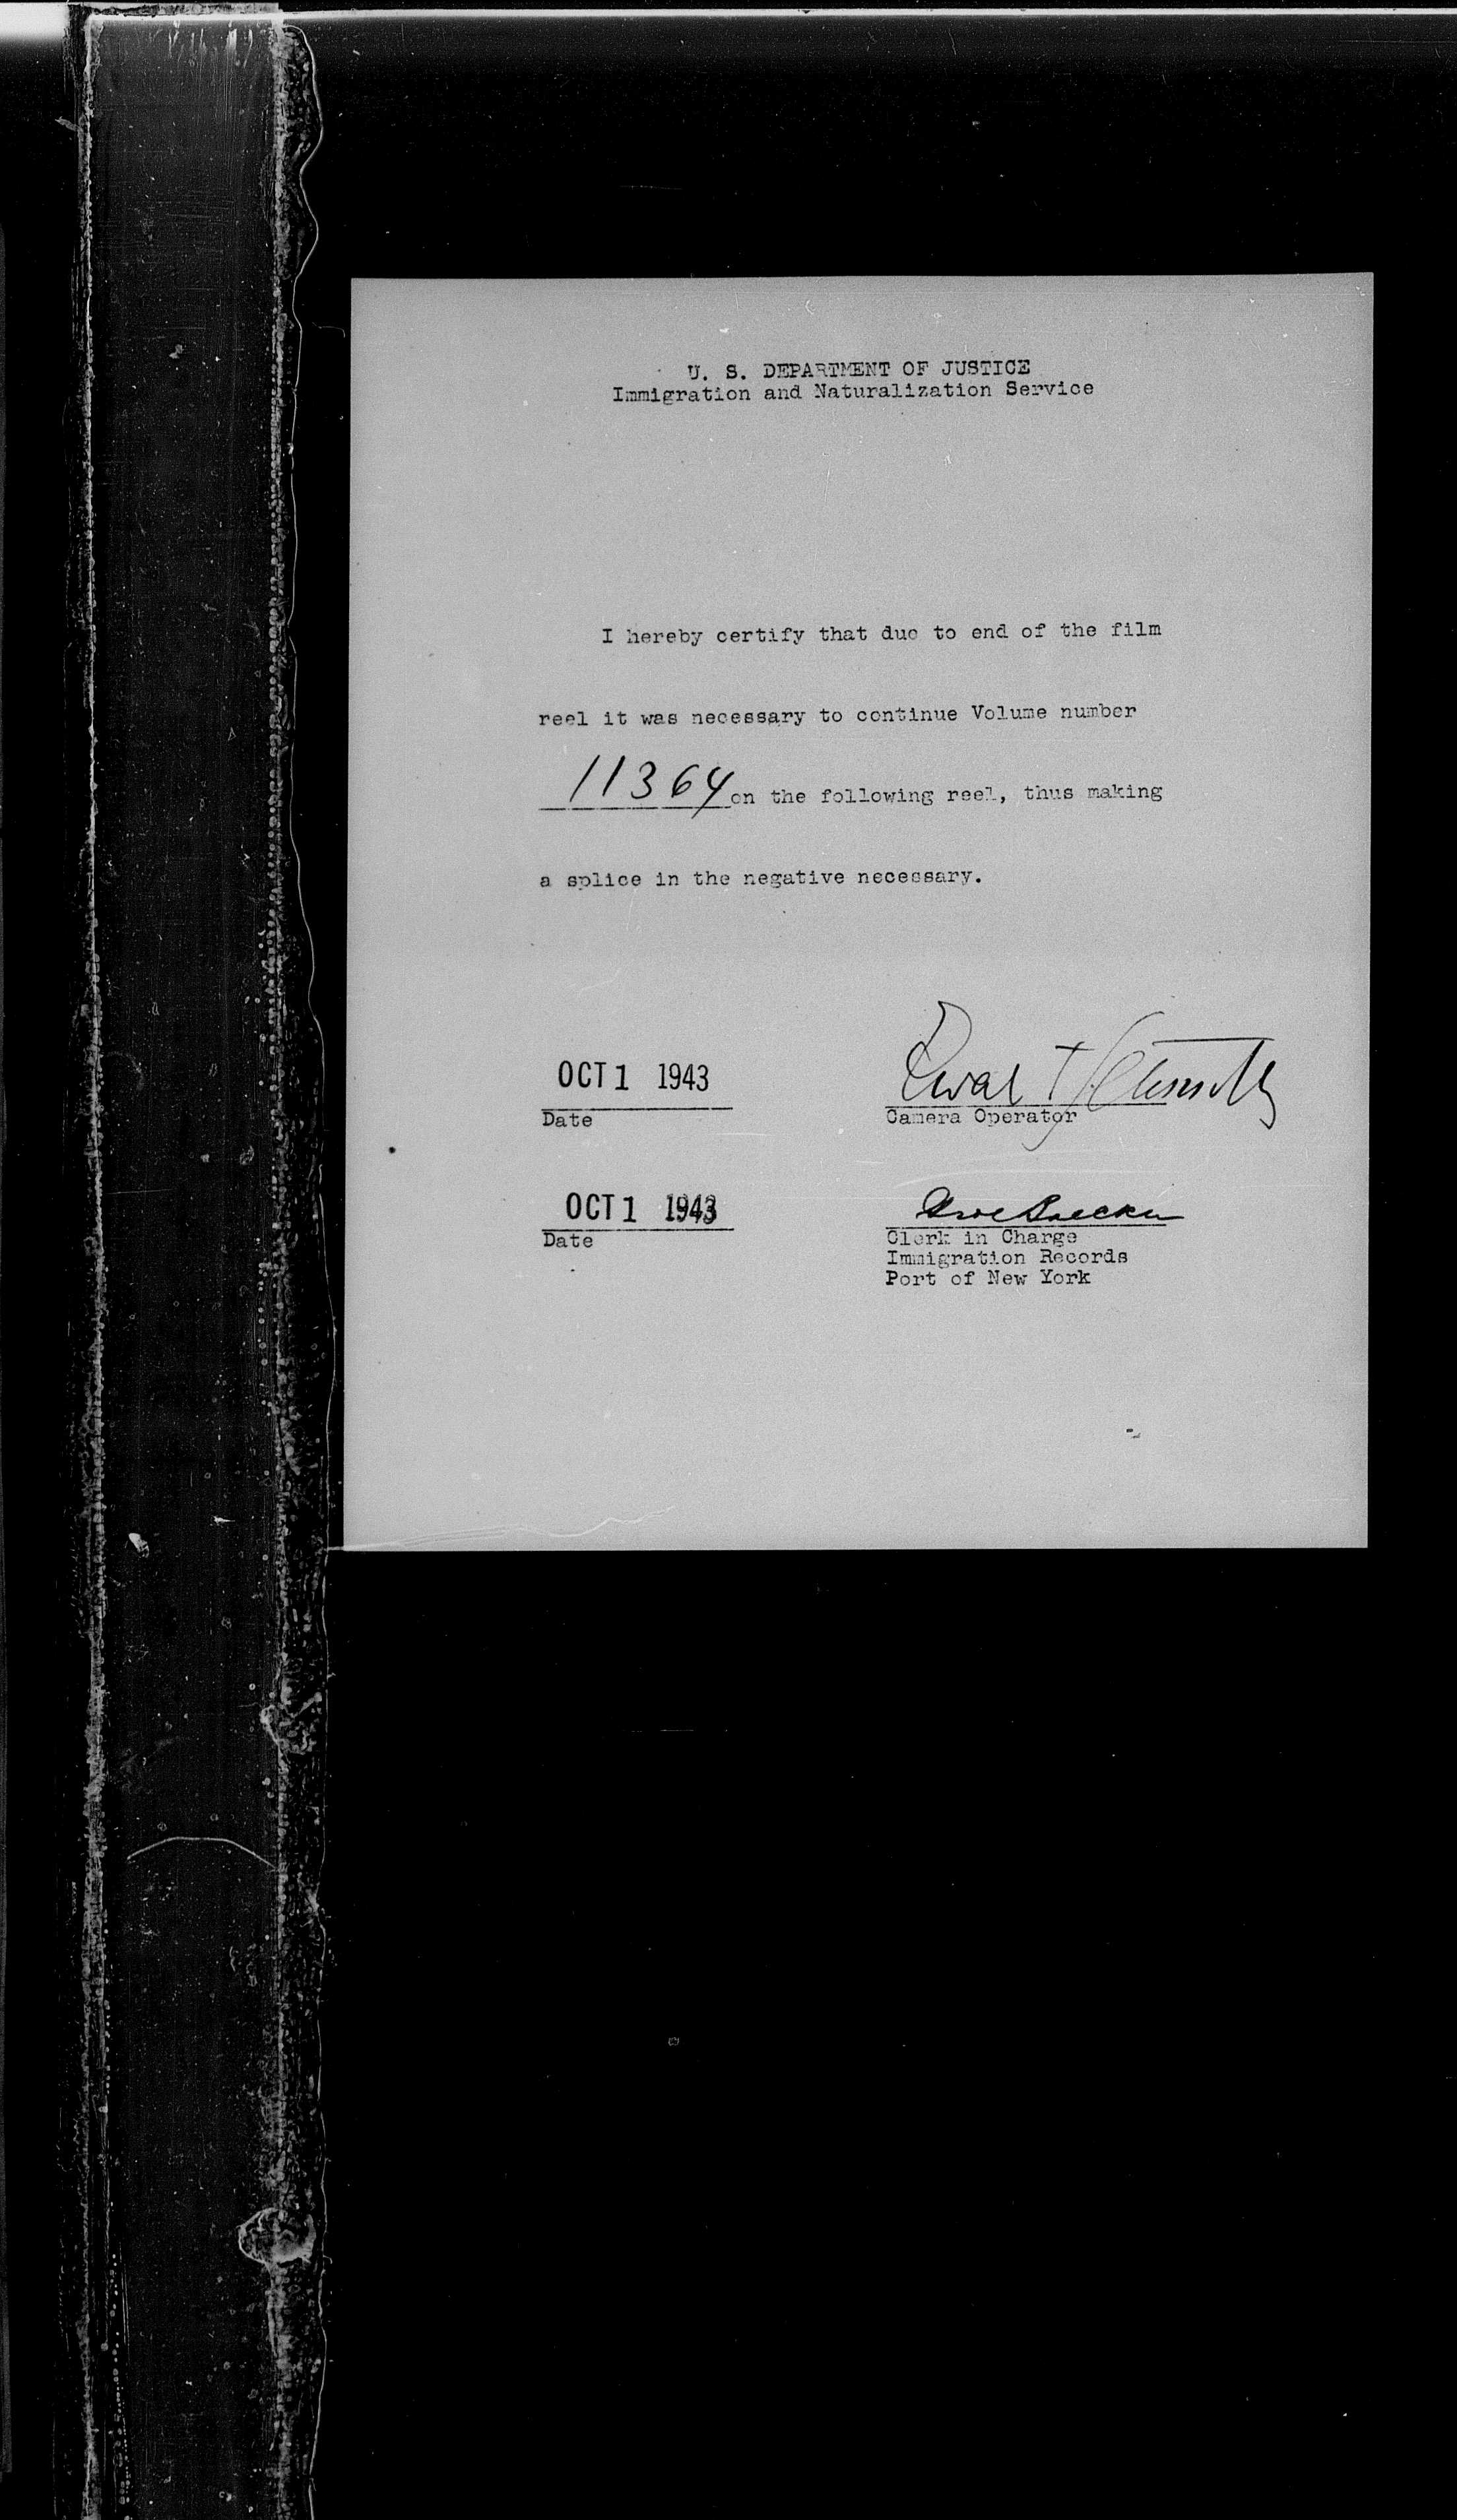 U. S. DEPARTMENT OF JUSTICE
Immigration and Naturalization Service
I hereby certify that due to end of the film
reel it was necessary to continue Volume number
11364 on the following reel, thus making
a splice in the negative necessary.
OCT 1 1943
Date
Camera Operator
OCT 1 1943
Date
Clerk in Charge
Immigration Records
Port of New York